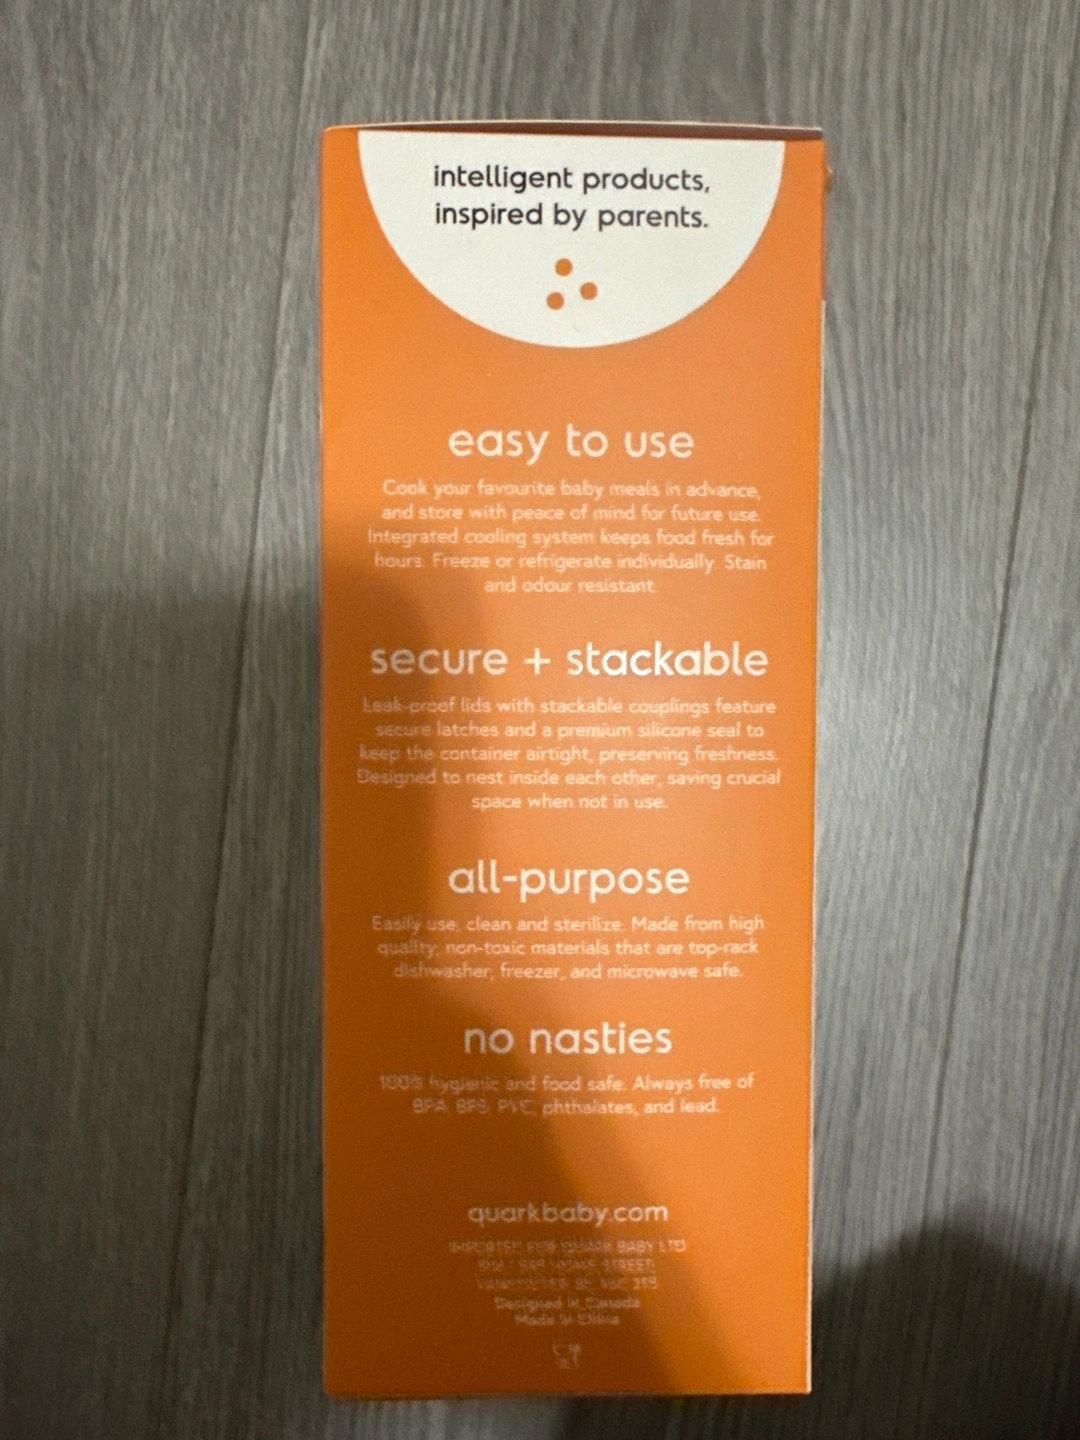 intelligent products,
inspired by parents.
easy to use
Cook your favourite baby meals in advance,
and store with peace of mind for future use.
Integrated cooling system keeps food fresh for
hours. Freeze or refrigerate individually. Stain
and odour resistant.
secure + stackable
Leak-proof lids with stackable couplings feature
secure latches and a premium silicone seal to
keep the container airtight, preserving freshness.
Designed to nest inside each other, saving crucial
space when not in use.
all-purpose
Easily use, clean and sterilize. Made from high
quality, non-toxic materials that are top-rack
dishwasher, freezer, and microwave safe.
no nasties
100% hygienic and food safe. Always free of
BPA, BPS, PVC, phthalates, and lead.
quarkbaby.com
IMPORTED FOR QUARK BABY LTD
STREET
Designed in Canada
Made in China